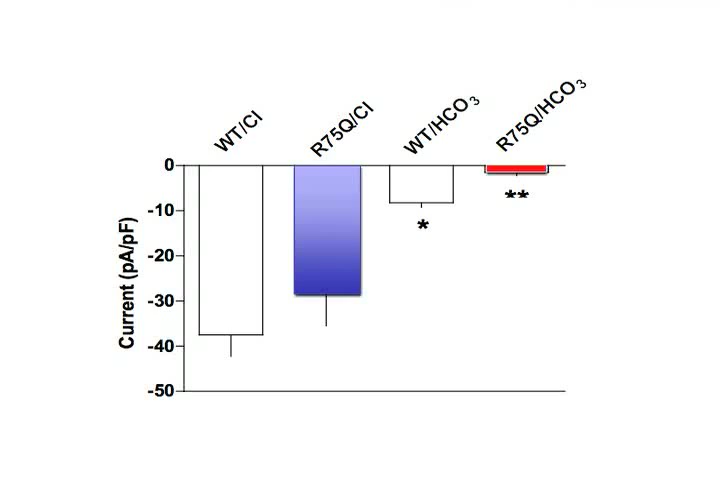 WT/Cl
R75Q/Cl
WT/HCO3
R75Q/HCO3
Current (pA/pF)
0
-10
-20
-30
-40
-50
*
**